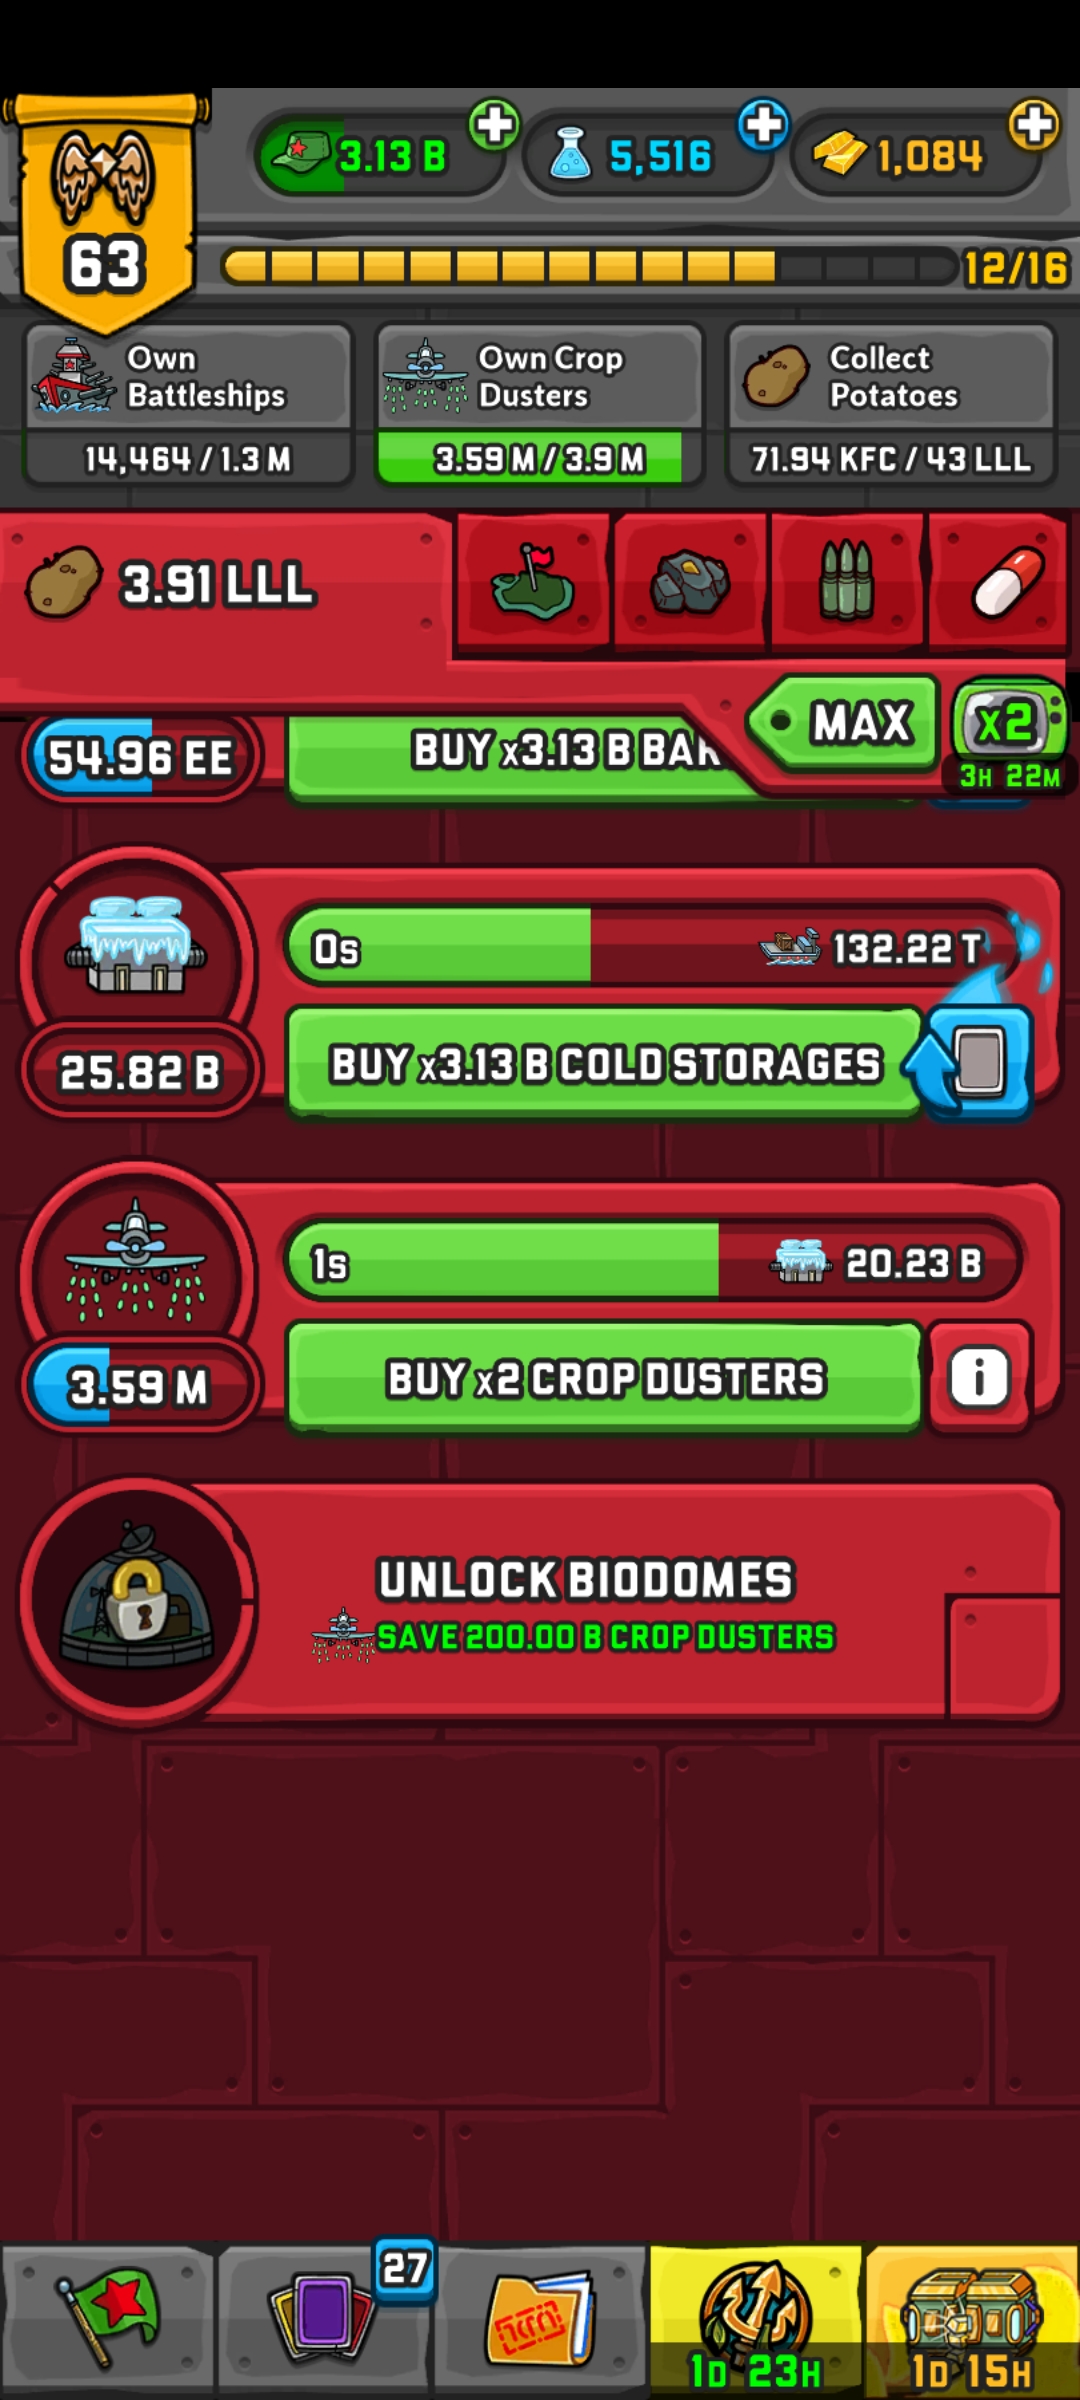 3.13 B
5,516
1,084
63
12/16
Own
Battleships
14,464 / 1.3 M
Own Crop
Dusters
3.59 M / 3.9 M
Collect
Potatoes
71.94 KFC / 43 LLL
3.91 LLL
MAX
X2
3H 22M
54.96 EE
BUY x3.13 B BAR
0s
132.22 T
25.82 B
BUY x3.13 B COLD STORAGES
1s
20.23 B
3.59 M
BUY x2 CROP DUSTERS
i
UNLOCK BIODOMES
SAVE 200.00 B CROP DUSTERS
27
1D 23H
1D 15H